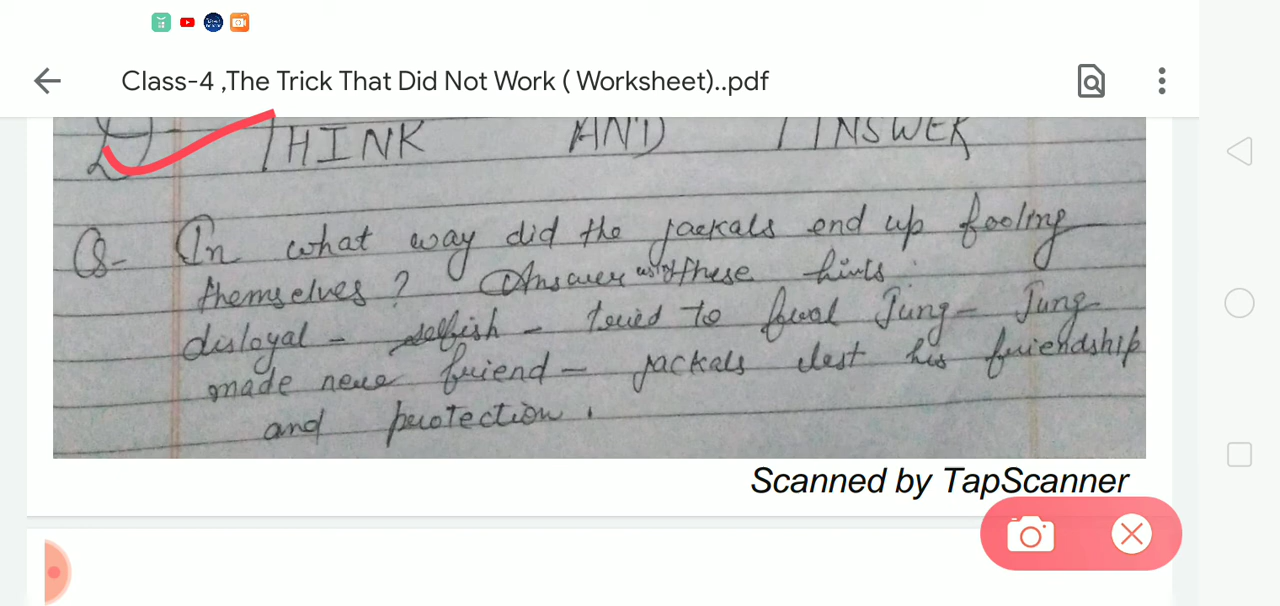 Class-4 ,The Trick That Did Not Work ( Worksheet)..pdf
THINK AND ANSWER
Q- In what way did the jackals end up fooling
themselves ? (Answer using these hints
disloyal - selfish - tried to fool Jung - Jung
made new friend - jackals lost his friendship
and protection.
Scanned by TapScanner